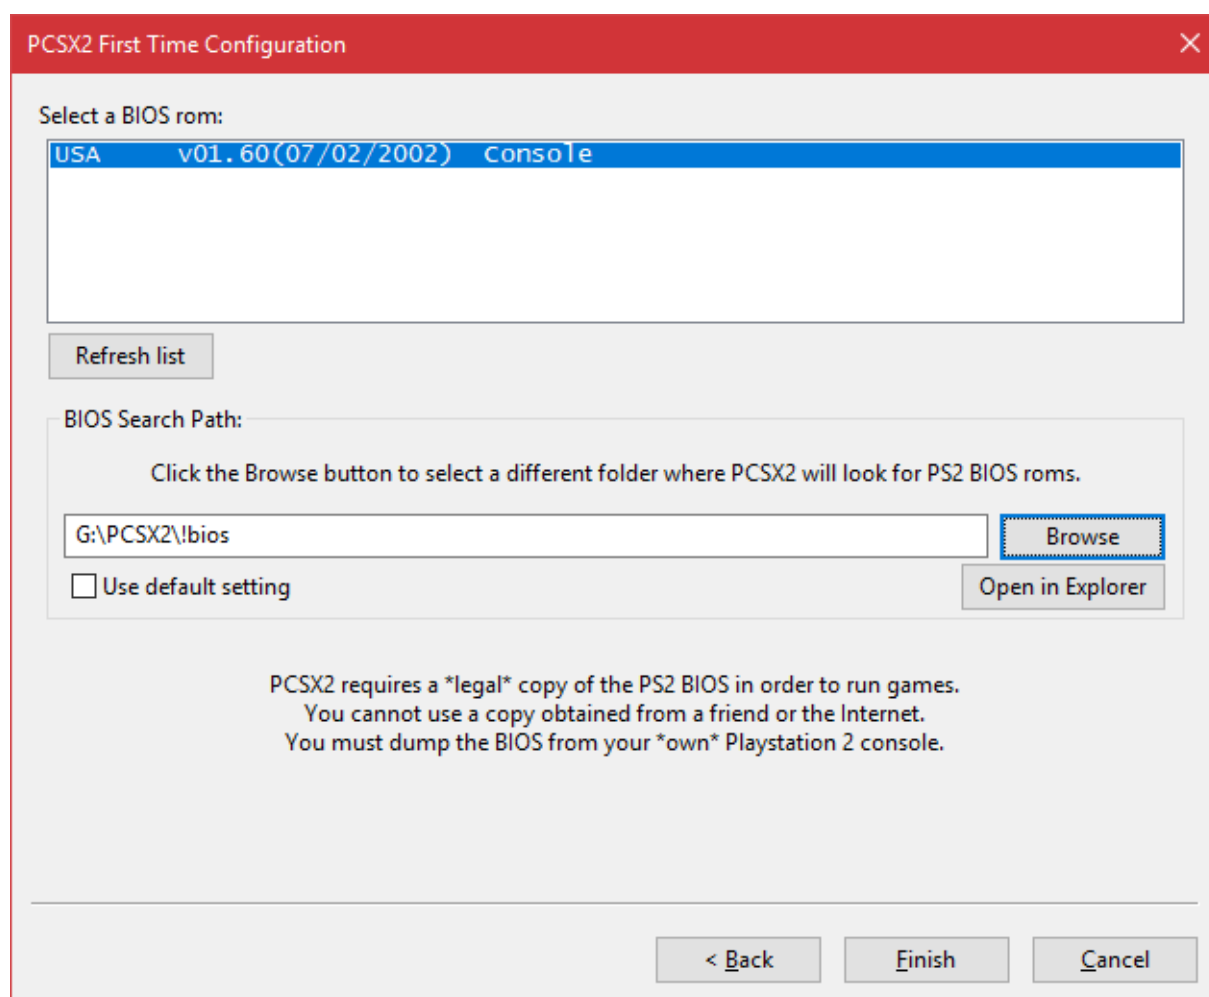 PCSX2 First Time Configuration
Select a BIOS rom:
USA v01.60(07/02/2002) Console
Refresh list
BIOS Search Path:
Click the Browse button to select a different folder where PCSX2 will look for PS2 BIOS roms.
G:\PCSX2\!bios
Browse
Use default setting
Open in Explorer
PCSX2 requires a *legal* copy of the PS2 BIOS in order to run games.
You cannot use a copy obtained from a friend or the Internet.
You must dump the BIOS from your *own* Playstation 2 console.
< Back
Finish
Cancel